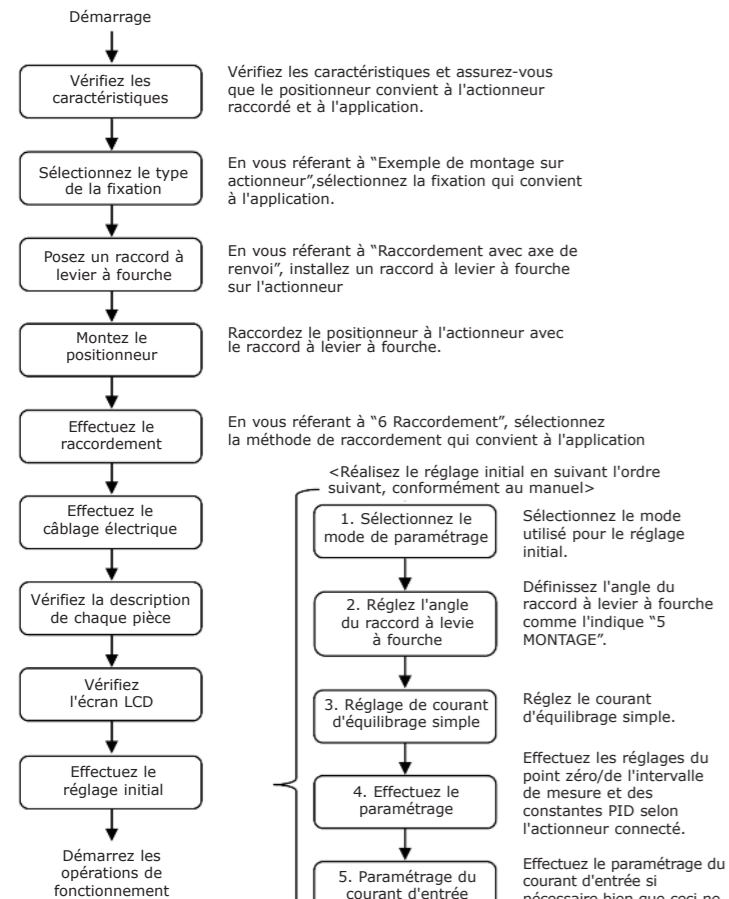 Démarrage
Vérifiez les
caractéristiques
Vérifiez les caractéristiques et assurez-vous
que le positionneur convient à l'actionneur
raccordé et à l'application.
Sélectionnez le type
de la fixation
En vous réferant à “Exemple de montage sur
actionneur”,sélectionnez la fixation qui convient
à l'application.
Posez un raccord à
levier à fourche
En vous réferant à “Raccordement avec axe de
renvoi”, installez un raccord à levier à fourche
sur l'actionneur
Montez le
positionneur
Raccordez le positionneur à l'actionneur avec
le raccord à levier à fourche.
Effectuez le
raccordement
En vous réferant à “6 Raccordement”, sélectionnez
la méthode de raccordement qui convient à l'application
Effectuez le
câblage électrique
Vérifiez la description
de chaque pièce
Vérifiez
l'écran LCD
Effectuez le
réglage initial
Démarrez les
opérations de
fonctionnement
<Réalisez le réglage initial en suivant l'ordre
suivant, conformément au manuel>
1. Sélectionnez le
mode de paramétrage
Sélectionnez le mode
utilisé pour le réglage
initial.
2. Réglez l'angle
du raccord à levie
à fourche
Définissez l'angle du
raccord à levier à fourche
comme l'indique “5
MONTAGE”.
3. Réglage de courant
d'équilibrage simple
Réglez le courant
d'équilibrage simple.
4. Effectuez le
paramétrage
Effectuez les réglages du
point zéro/de l'intervalle
de mesure et des
constantes PID selon
l'actionneur connecté.
5. Paramétrage du
courant d'entrée
Effectuez le paramétrage du
courant d'entrée si
nécessaire bien que ceci ne